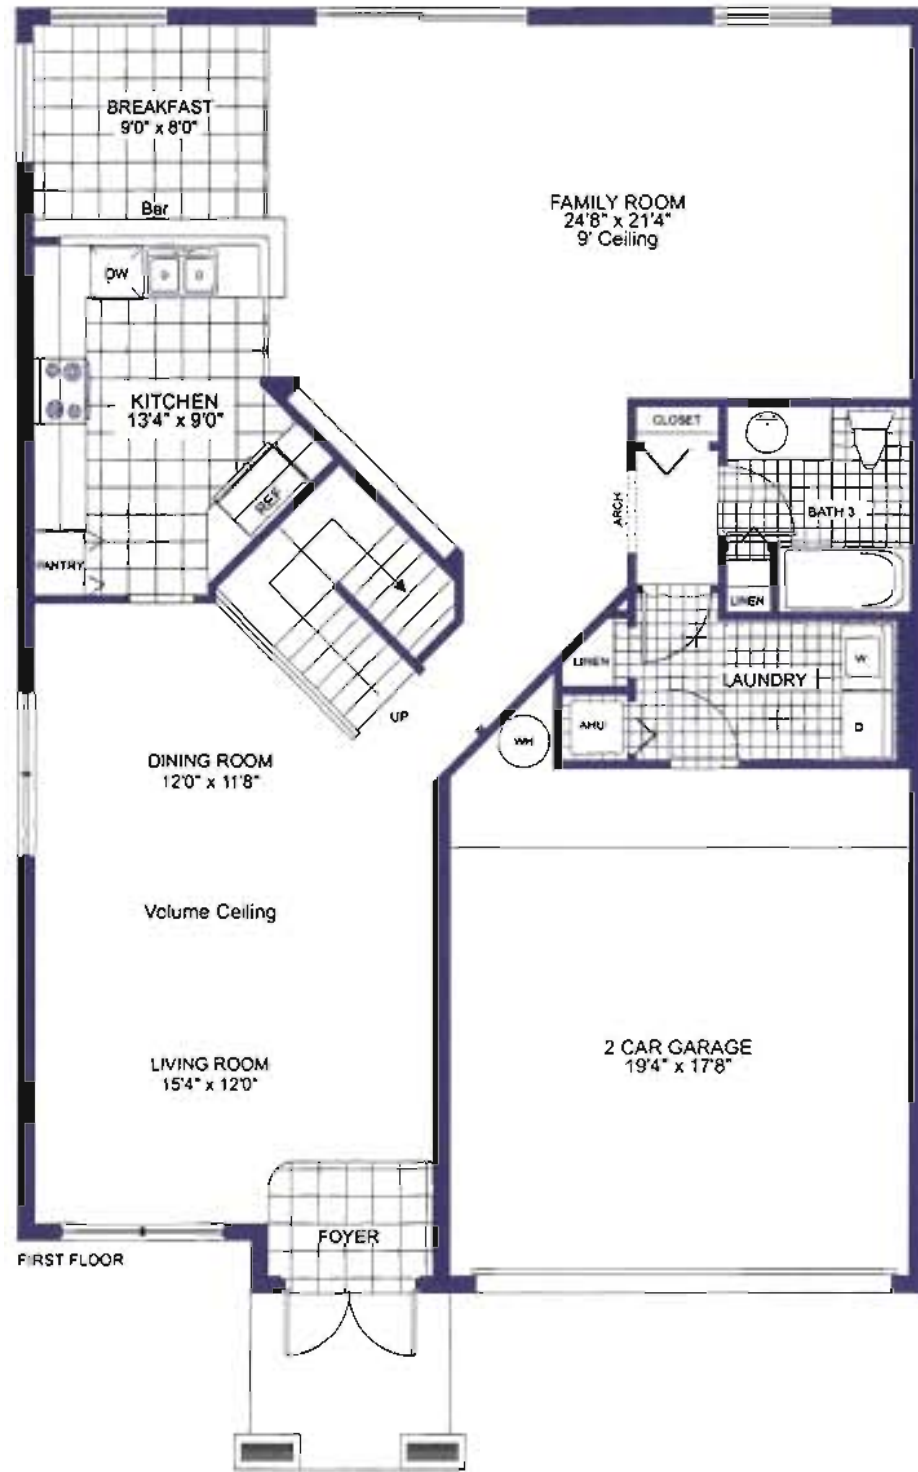 BREAKFAST
9'0" x 8'0"
Bar
FAMILY ROOM
24'8" x 21'4"
9' Ceiling
DW
KITCHEN
13'4" x 9'0"
REF
PANTRY
CLOSET
ARCH
BATH 3
LINEN
LINEN
LAUNDRY
W
D
AHU
WH
UP
DINING ROOM
12'0" x 11'8"
Volume Ceiling
LIVING ROOM
15'4" x 12'0"
2 CAR GARAGE
19'4" x 17'8"
FOYER
FIRST FLOOR